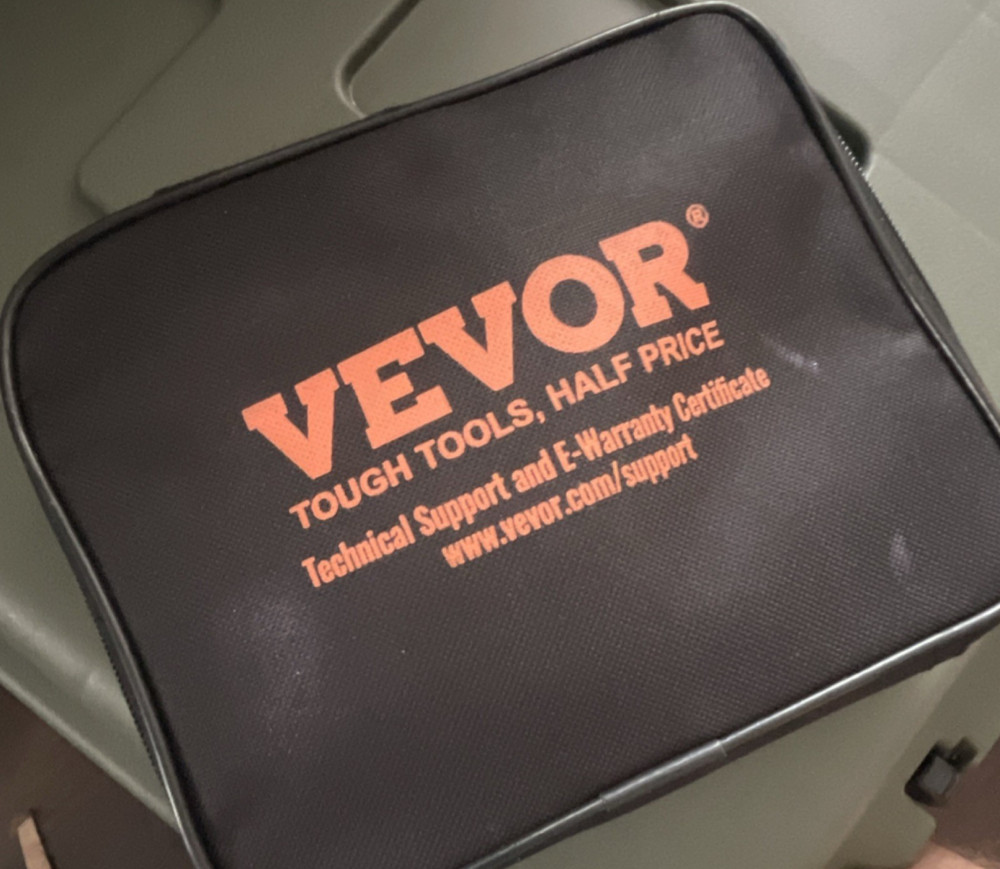 VEVOR®
TOUGH TOOLS, HALF PRICE
Technical Support and E-Warranty Certificate
www.vevor.com/support